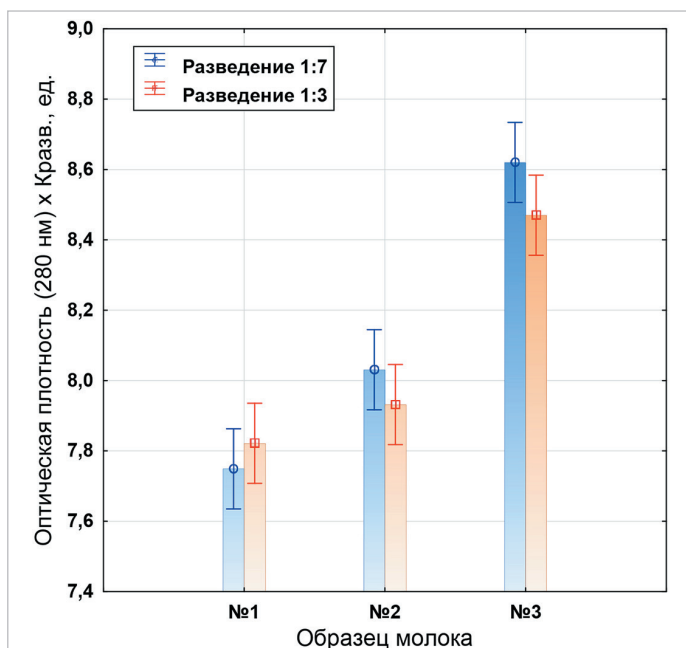 Оптическая плотность (280 нм) x Кразв., ед.
9,0
8,8
8,6
8,4
8,2
8,0
7,8
7,6
7,4
Разведение 1:7
Разведение 1:3
№1 №2 №3
Образец молока